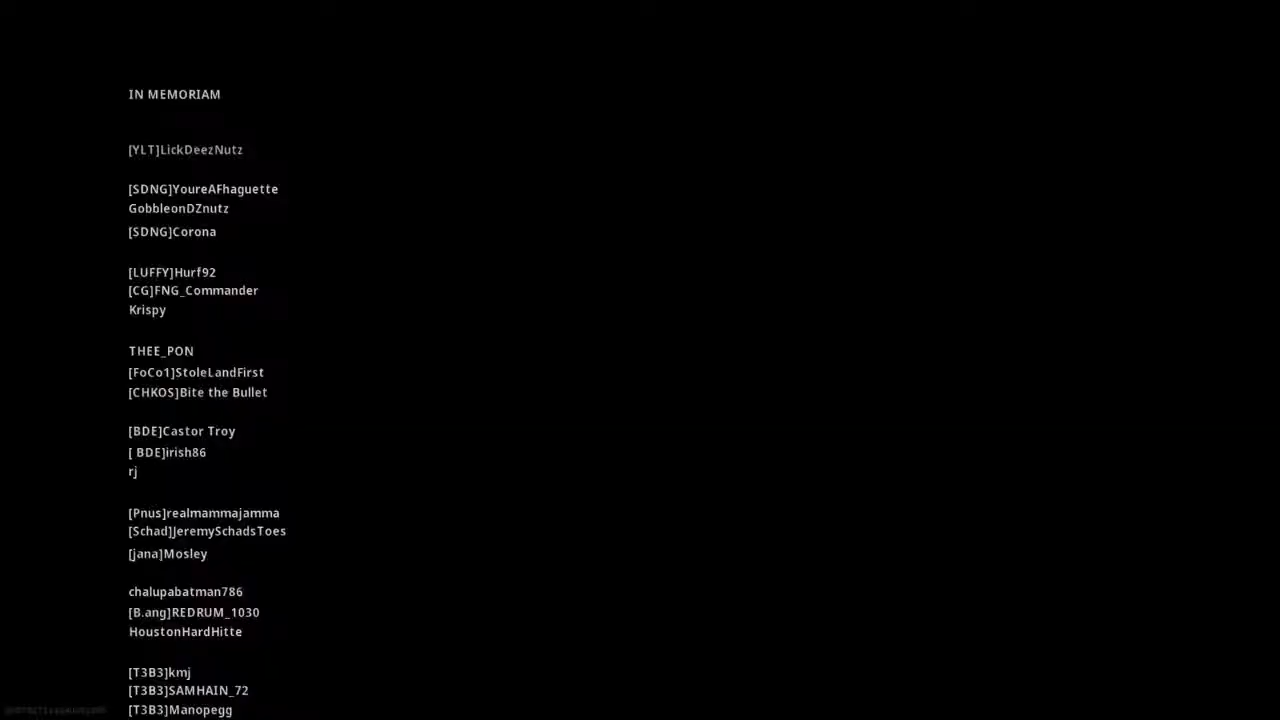 IN MEMORIAM
[YLT]LickDeezNutz
[SDNG]YoureAFhaguette
GobbleonDZnutz
[SDNG]Corona
[LUFFY]Hurf92
[CG]FNG_Commander
Krispy
THEE_PON
[FoCo1]StoleLandFirst
[CHKOS]Bite the Bullet
[BDE]Castor Troy
[ BDE]irish86
rj
[Pnus]realmammajamma
[Schad]JeremySchadsToes
[jana]Mosley
chalupabatman786
[B.ang]REDRUM_1030
HoustonHardHitte
[T3B3]kmj
[T3B3]SAMHAIN_72
[T3B3]Manopegg